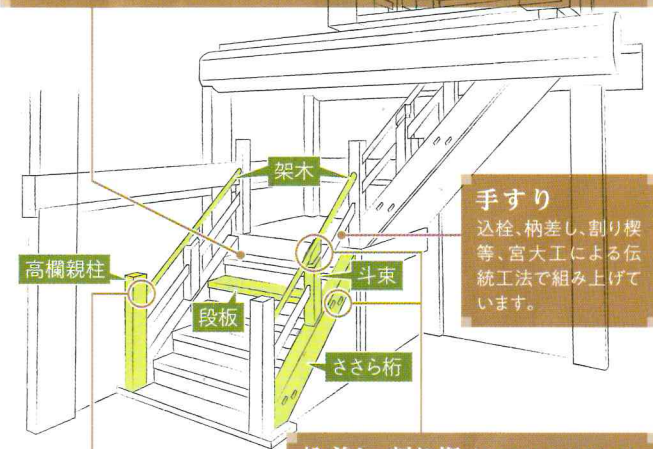 架木
手すり
込栓、枘差し、割り楔
等、宮大工による伝
統工法で組み上げて
います。
高欄親柱
斗束
段板
ささら桁